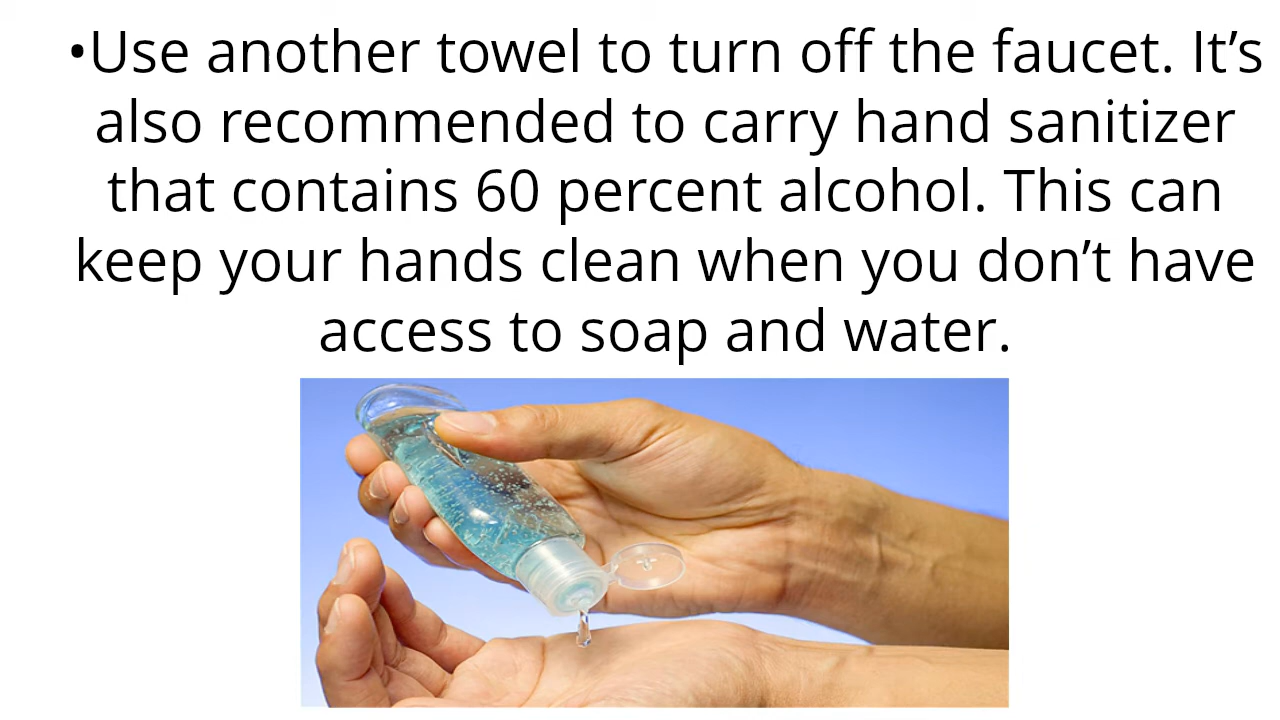 •Use another towel to turn off the faucet. It’s
also recommended to carry hand sanitizer
that contains 60 percent alcohol. This can
keep your hands clean when you don’t have
access to soap and water.